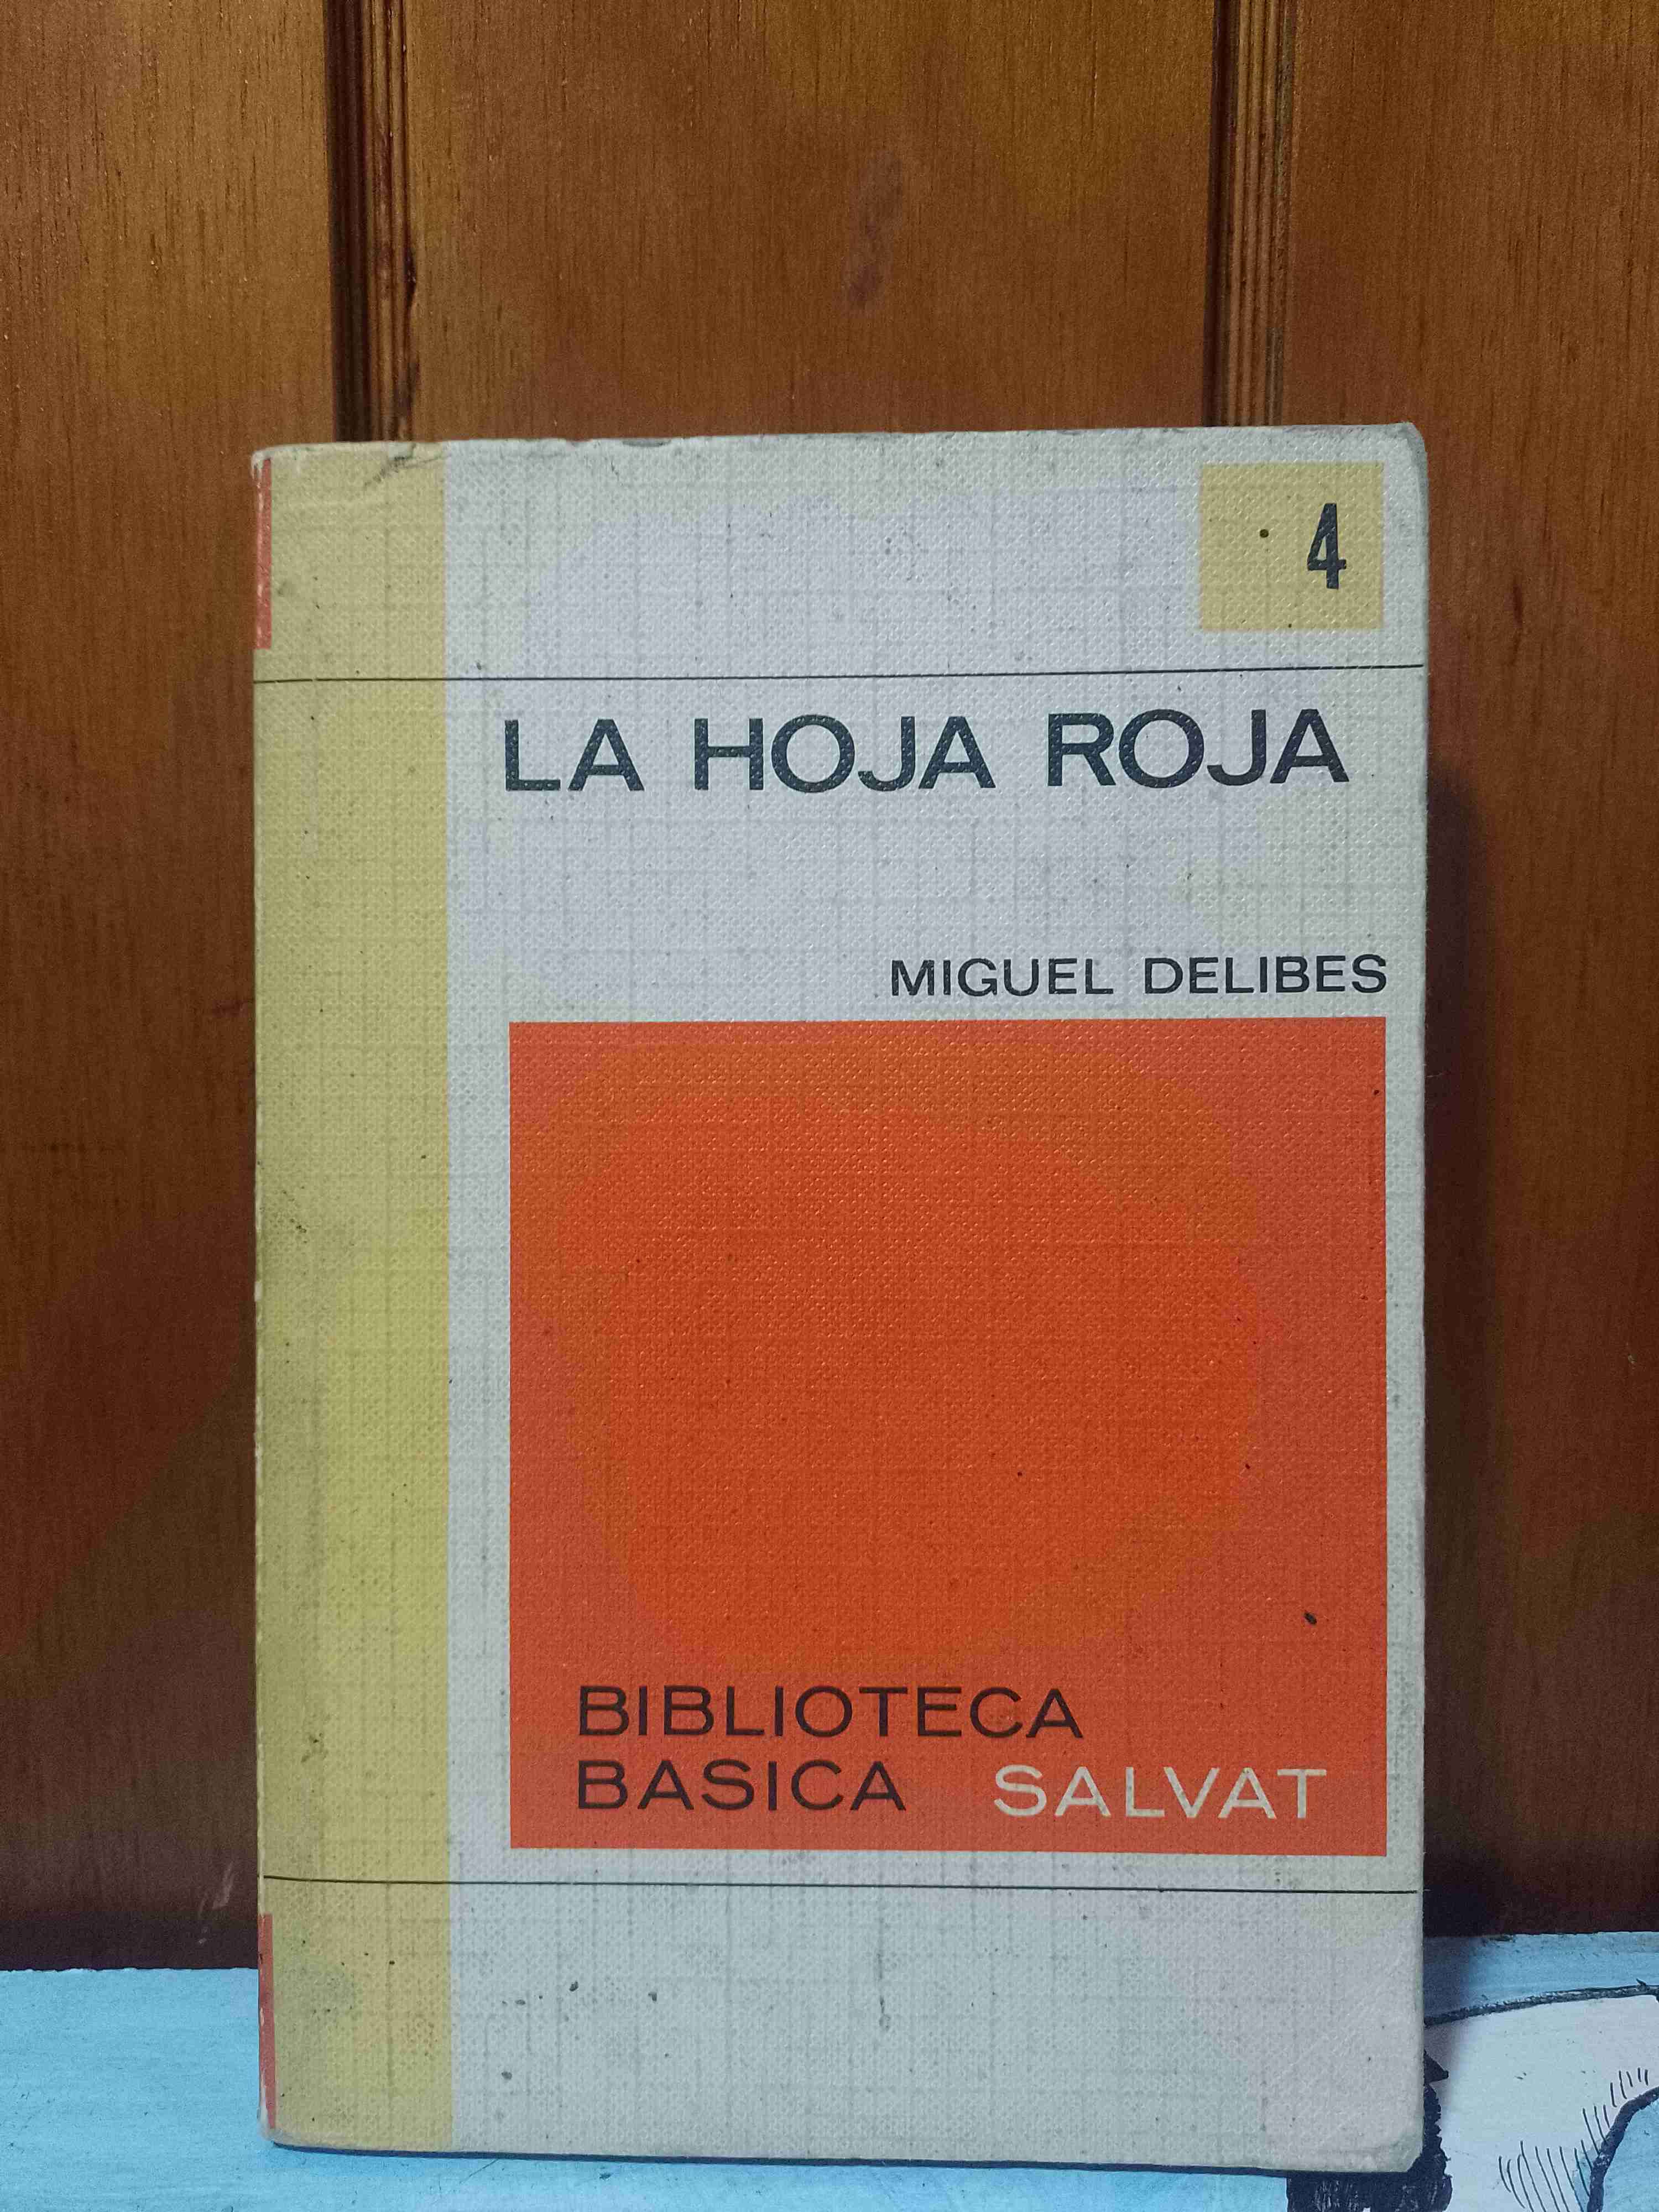 4
LA HOJA ROJA
MIGUEL DELIBES
BIBLIOTECA
BASICA SALVAT